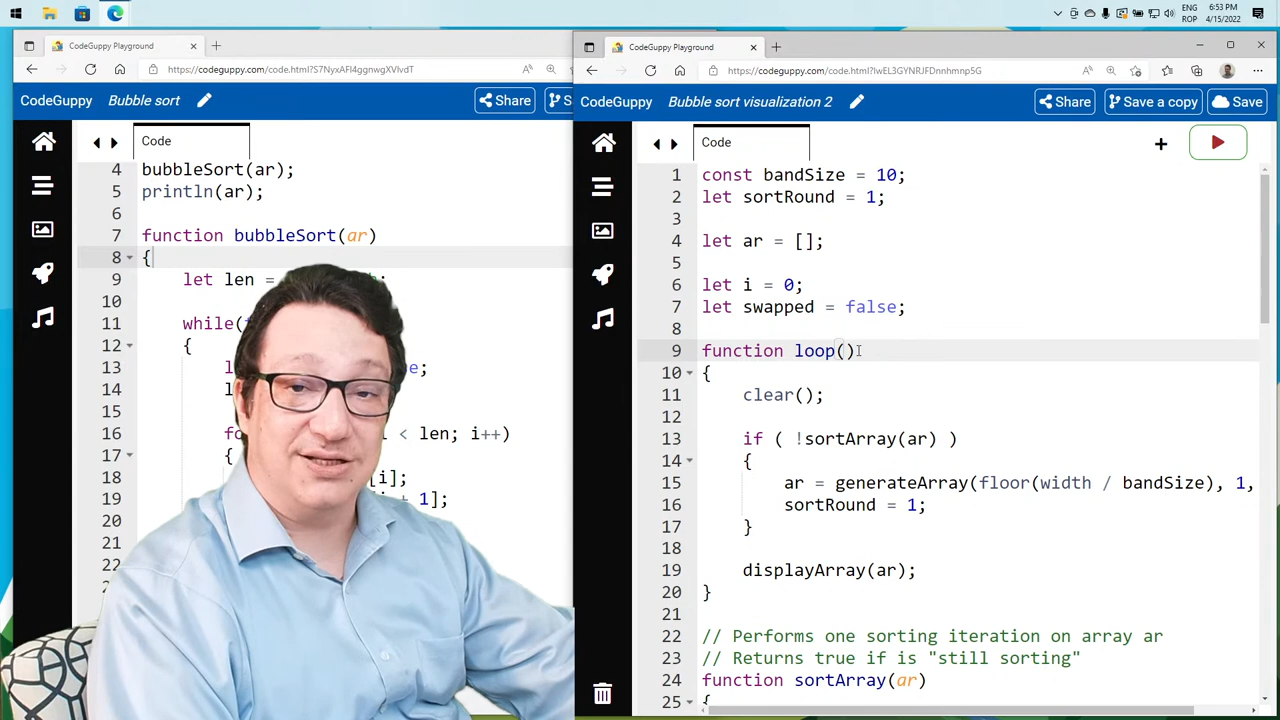 ENG
ROP
6:53 PM
4/15/2022
CodeGuppy Playground
https://codeguppy.com/code.html?S7NyxAFl4ggnwgXVlvdT
CodeGuppy
Bubble sort
Share
S
Code
4 bubbleSort(ar);
5 println(ar);
6
7 function bubbleSort(ar)
8 {
9 let len =
10
11 while(
12 {
13 l e;
14 l
15
16 fo < len; i++)
17 {
18 [i];
19 + 1];
20
21
22
CodeGuppy Playground
https://codeguppy.com/code.html?lwEL3GYNRJFDnnhmnp5G
CodeGuppy
Bubble sort visualization 2
Share
Save a copy
Save
Code
1 const bandSize = 10;
2 let sortRound = 1;
3
4 let ar = [];
5
6 let i = 0;
7 let swapped = false;
8
9 function loop()
10 {
11 clear();
12
13 if ( !sortArray(ar) )
14 {
15 ar = generateArray(floor(width / bandSize), 1,
16 sortRound = 1;
17 }
18
19 displayArray(ar);
20 }
21
22 // Performs one sorting iteration on array ar
23 // Returns true if is "still sorting"
24 function sortArray(ar)
25 {